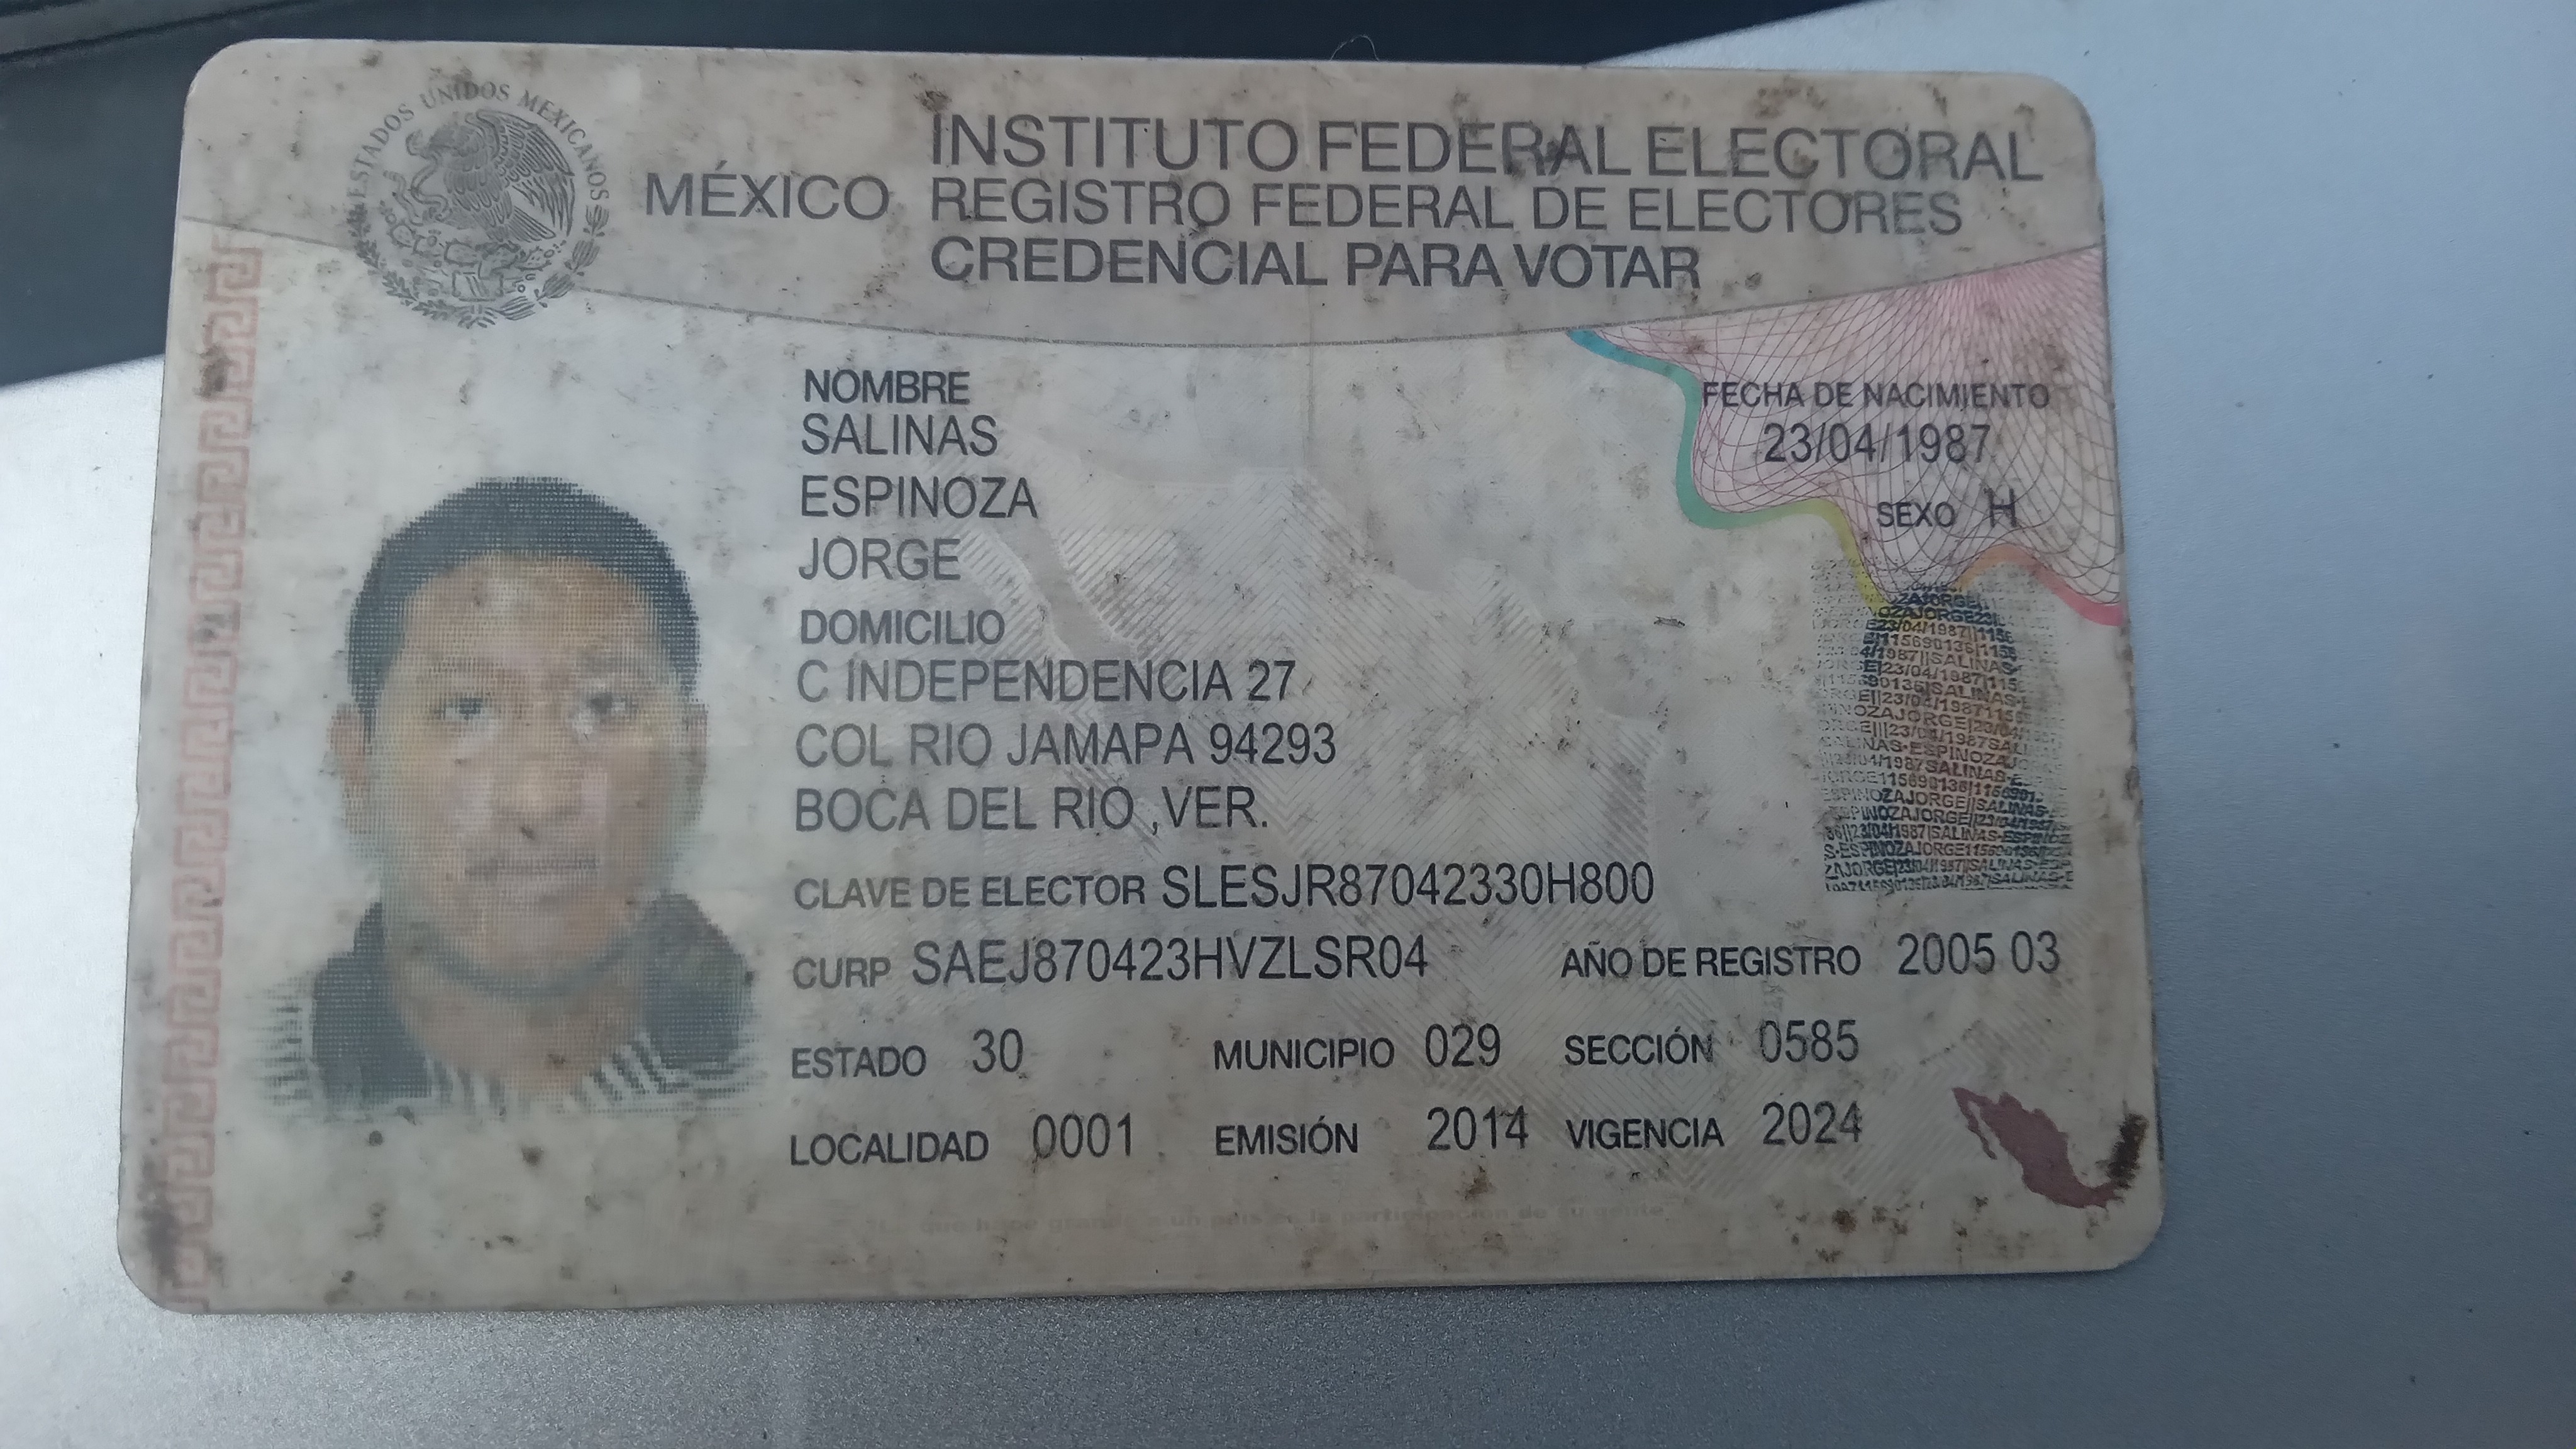 ESTADOS UNIDOS MEXICANOS
INSTITUTO FEDERAL ELECTORAL
MÉXICO REGISTRO FEDERAL DE ELECTORES
CREDENCIAL PARA VOTAR
NOMBRE
SALINAS
ESPINOZA
JORGE
FECHA DE NACIMIENTO
23/04/1987
SEXO H
DOMICILIO
C INDEPENDENCIA 27
COL RIO JAMAPA 94293
BOCA DEL RIO ,VER.
CLAVE DE ELECTOR SLESJR87042330H800
CURP SAEJ870423HVZLSR04 AÑO DE REGISTRO 2005 03
ESTADO 30 MUNICIPIO 029 SECCIÓN 0585
LOCALIDAD 0001 EMISIÓN 2014 VIGENCIA 2024